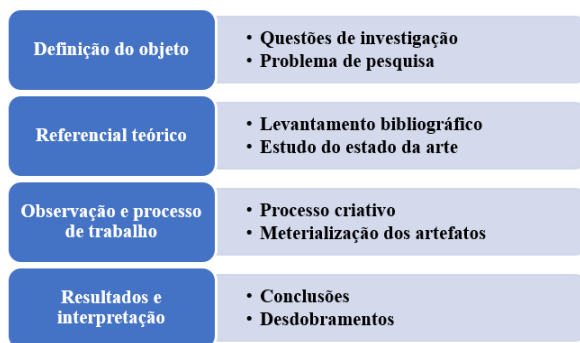 Definição do objeto
• Questões de investigação
• Problema de pesquisa
Referencial teórico
• Levantamento bibliográfico
• Estudo do estado da arte
Observação e processo
de trabalho
• Processo criativo
• Meterialização dos artefatos
Resultados e
interpretação
• Conclusões
• Desdobramentos